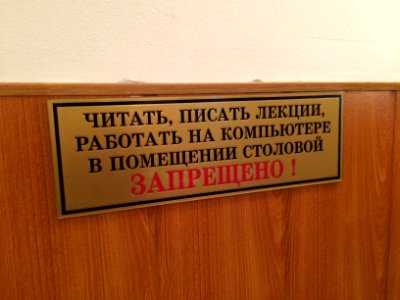 ЧИТАТЬ, ПИСАТЬ ЛЕКЦИИ,
РАБОТАТЬ НА КОМПЬЮТЕРЕ
В ПОМЕЩЕНИИ СТОЛОВОЙ
ЗАПРЕЩЕНО !